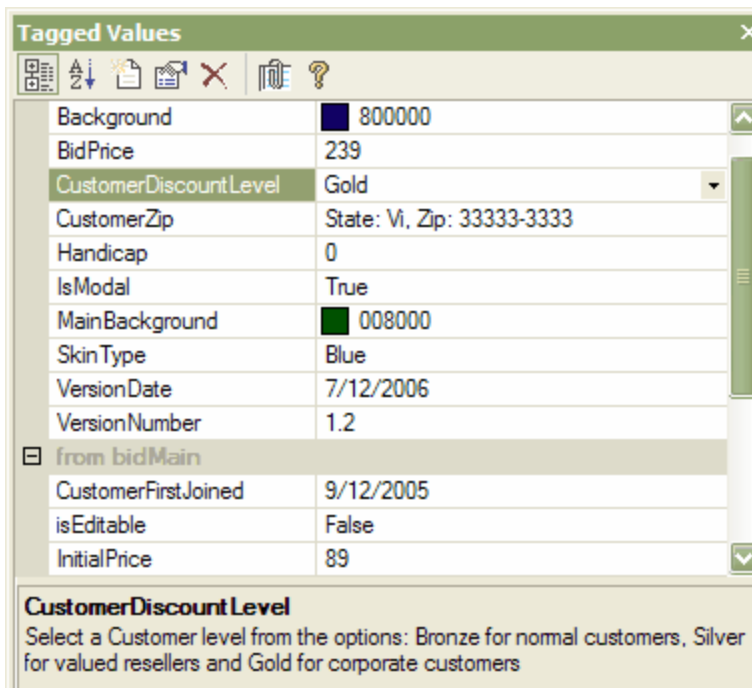 Tagged Values
Background 800000
BidPrice 239
CustomerDiscountLevel Gold
CustomerZip State: Vi, Zip: 33333-3333
Handicap 0
IsModal True
MainBackground 008000
SkinType Blue
VersionDate 7/12/2006
VersionNumber 1.2
from bidMain
CustomerFirstJoined 9/12/2005
isEditable False
InitialPrice 89
CustomerDiscountLevel
Select a Customer level from the options: Bronze for normal customers, Silver
for valued resellers and Gold for corporate customers